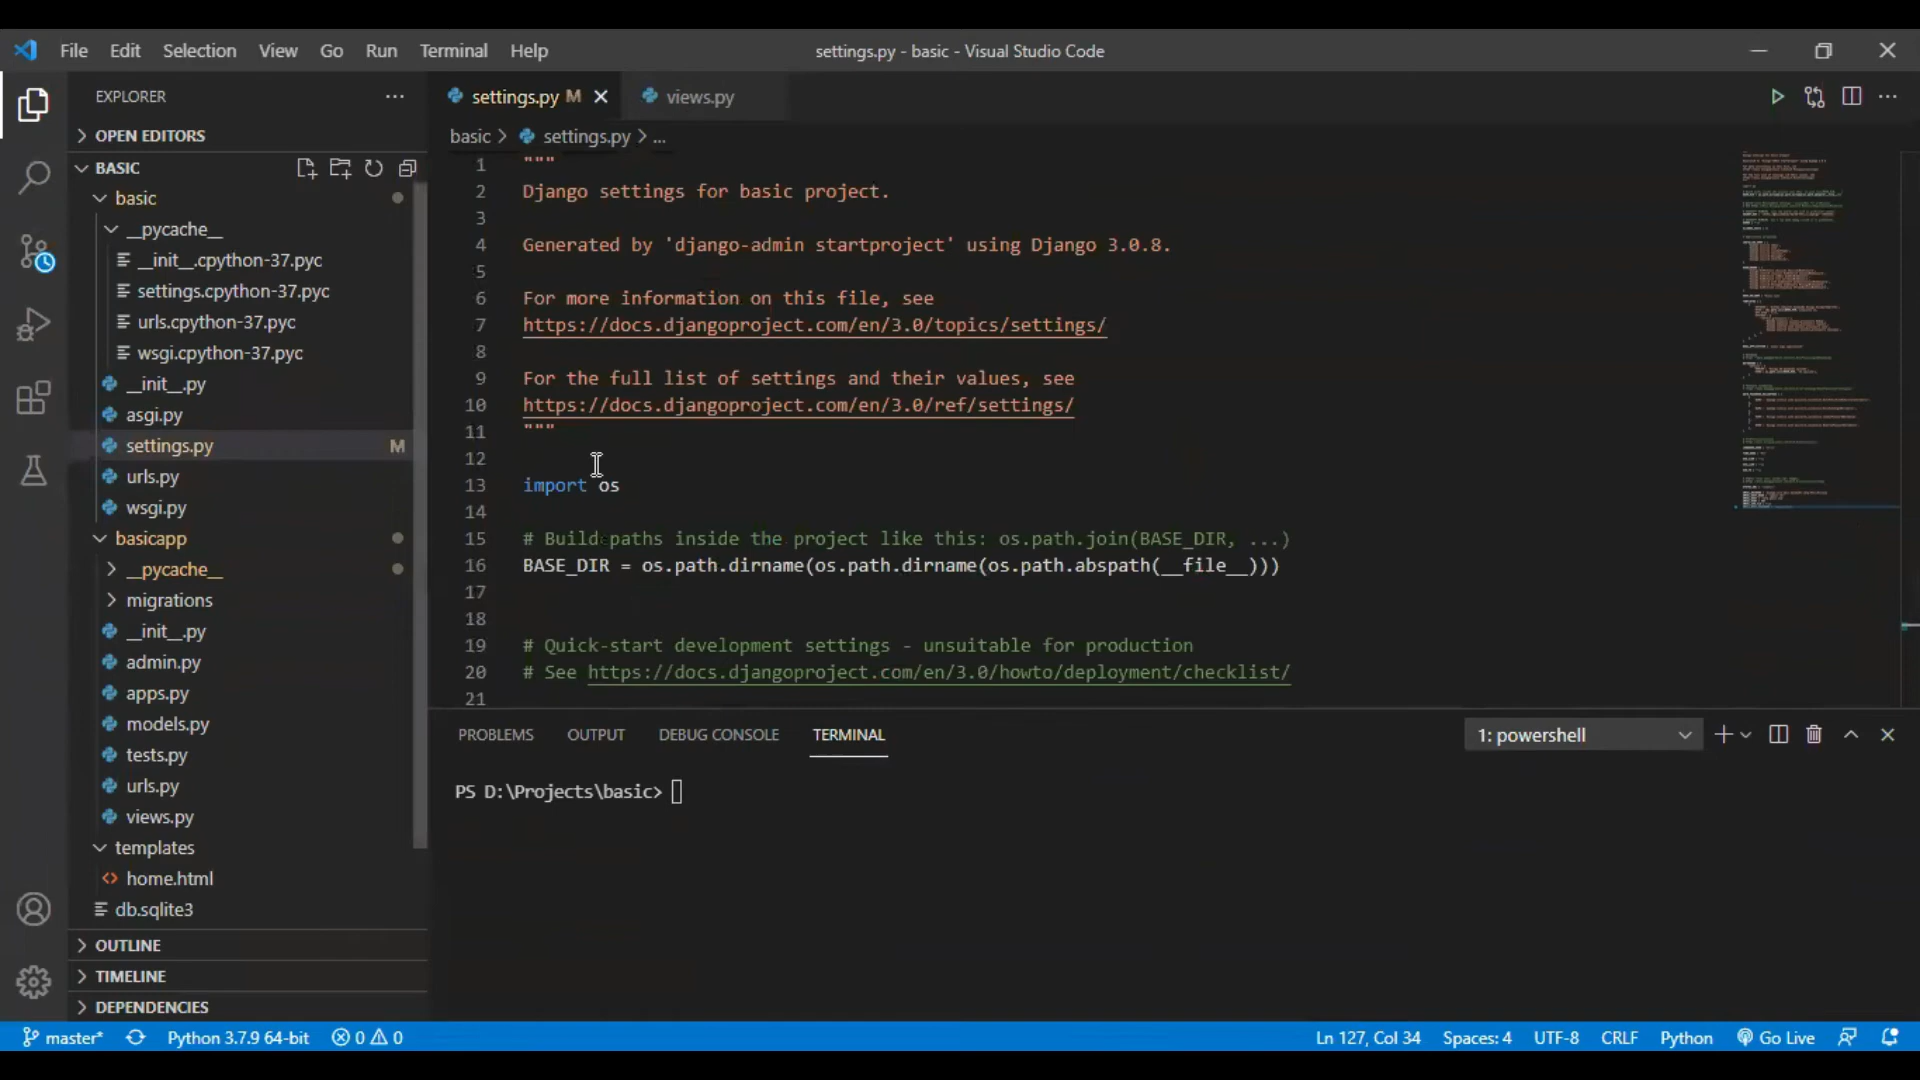 File Edit Selection View Go Run Terminal Help
settings.py - basic - Visual Studio Code
EXPLORER
OPEN EDITORS
BASIC
basic
__pycache__
__init__.cpython-37.pyc
settings.cpython-37.pyc
urls.cpython-37.pyc
wsgi.cpython-37.pyc
__init__.py
asgi.py
settings.py M
urls.py
wsgi.py
basicapp
__pycache__
migrations
__init__.py
admin.py
apps.py
models.py
tests.py
urls.py
views.py
templates
home.html
db.sqlite3
OUTLINE
TIMELINE
DEPENDENCIES
settings.py M
views.py
basic > settings.py > ...
1 """
2 Django settings for basic project.
3
4 Generated by 'django-admin startproject' using Django 3.0.8.
5
6 For more information on this file, see
7 https://docs.djangoproject.com/en/3.0/topics/settings/
8
9 For the full list of settings and their values, see
10 https://docs.djangoproject.com/en/3.0/ref/settings/
11 """
12
13 import os
14
15 # Build paths inside the project like this: os.path.join(BASE_DIR, ...)
16 BASE_DIR = os.path.dirname(os.path.dirname(os.path.abspath(__file__)))
17
18
19 # Quick-start development settings - unsuitable for production
20 # See https://docs.djangoproject.com/en/3.0/howto/deployment/checklist/
21
PROBLEMS OUTPUT DEBUG CONSOLE TERMINAL
1: powershell
PS D:\Projects\basic>
master* Python 3.7.9 64-bit 0 0
Ln 127, Col 34 Spaces: 4 UTF-8 CRLF Python Go Live